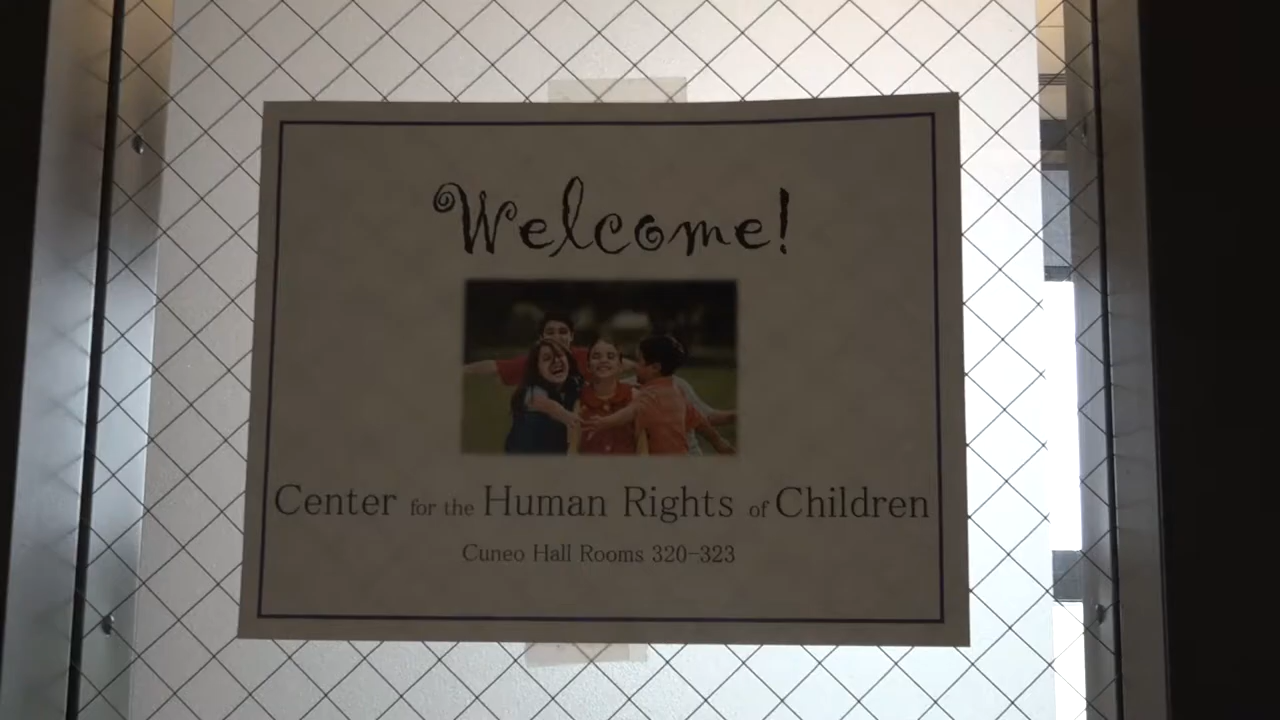 Welcome!
Center for the Human Rights of Children
Cuneo Hall Rooms 320-323